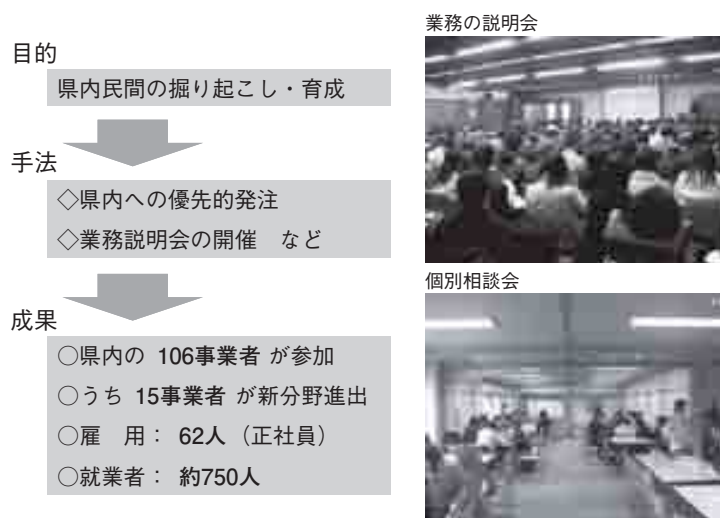 目的
県内民間の掘り起こし・育成
手法
◇県内への優先的発注
◇業務説明会の開催　など
成果
○県内の 106事業者 が参加
○うち 15事業者 が新分野進出
○雇　用： 62人 （正社員）
○就業者： 約750人
業務の説明会
個別相談会